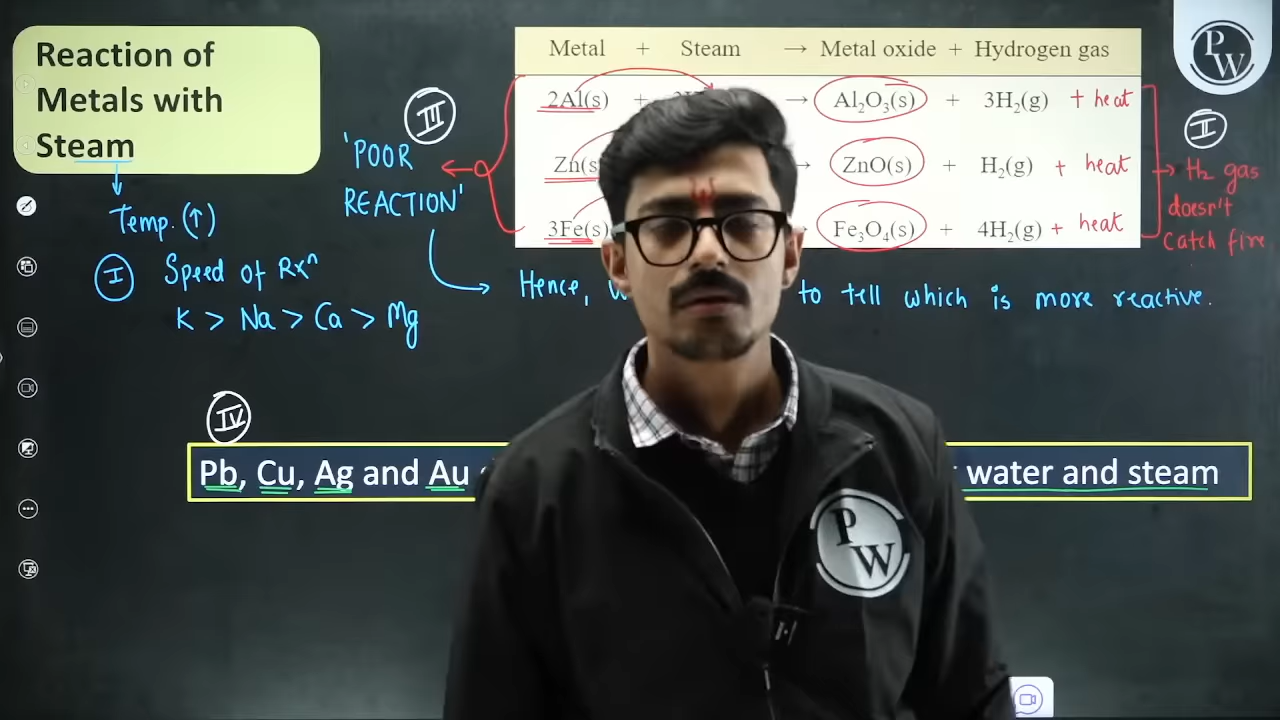 Reaction of
Metals with
Steam
Temp. (↑)
I Speed of Rxⁿ
K > Na > Ca > Mg
III
'POOR
REACTION'
Metal + Steam → Metal oxide + Hydrogen gas
2Al(s) + → Al₂O₃(s) + 3H₂(g) + heat
Zn(s → ZnO(s) + H₂(g) + heat
3Fe(s) → Fe₃O₄(s) + 4H₂(g) + heat
II
→ H₂ gas
doesn't
catch fire
Hence, to tell which is more reactive.
IV
Pb, Cu, Ag and Au water and steam
P
W
P
W